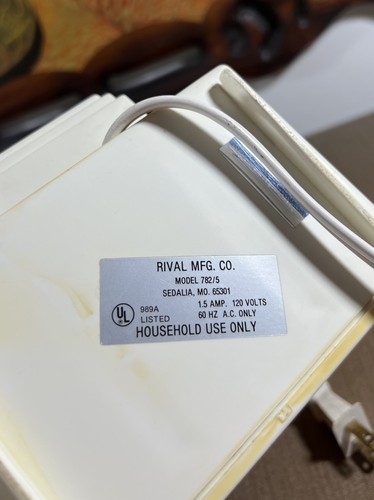 RIVAL MFG. CO.
MODEL 782/5
SEDALIA, MO. 65301
1.5 AMP. 120 VOLTS
60 HZ A.C. ONLY
UL 989A
LISTED
HOUSEHOLD USE ONLY